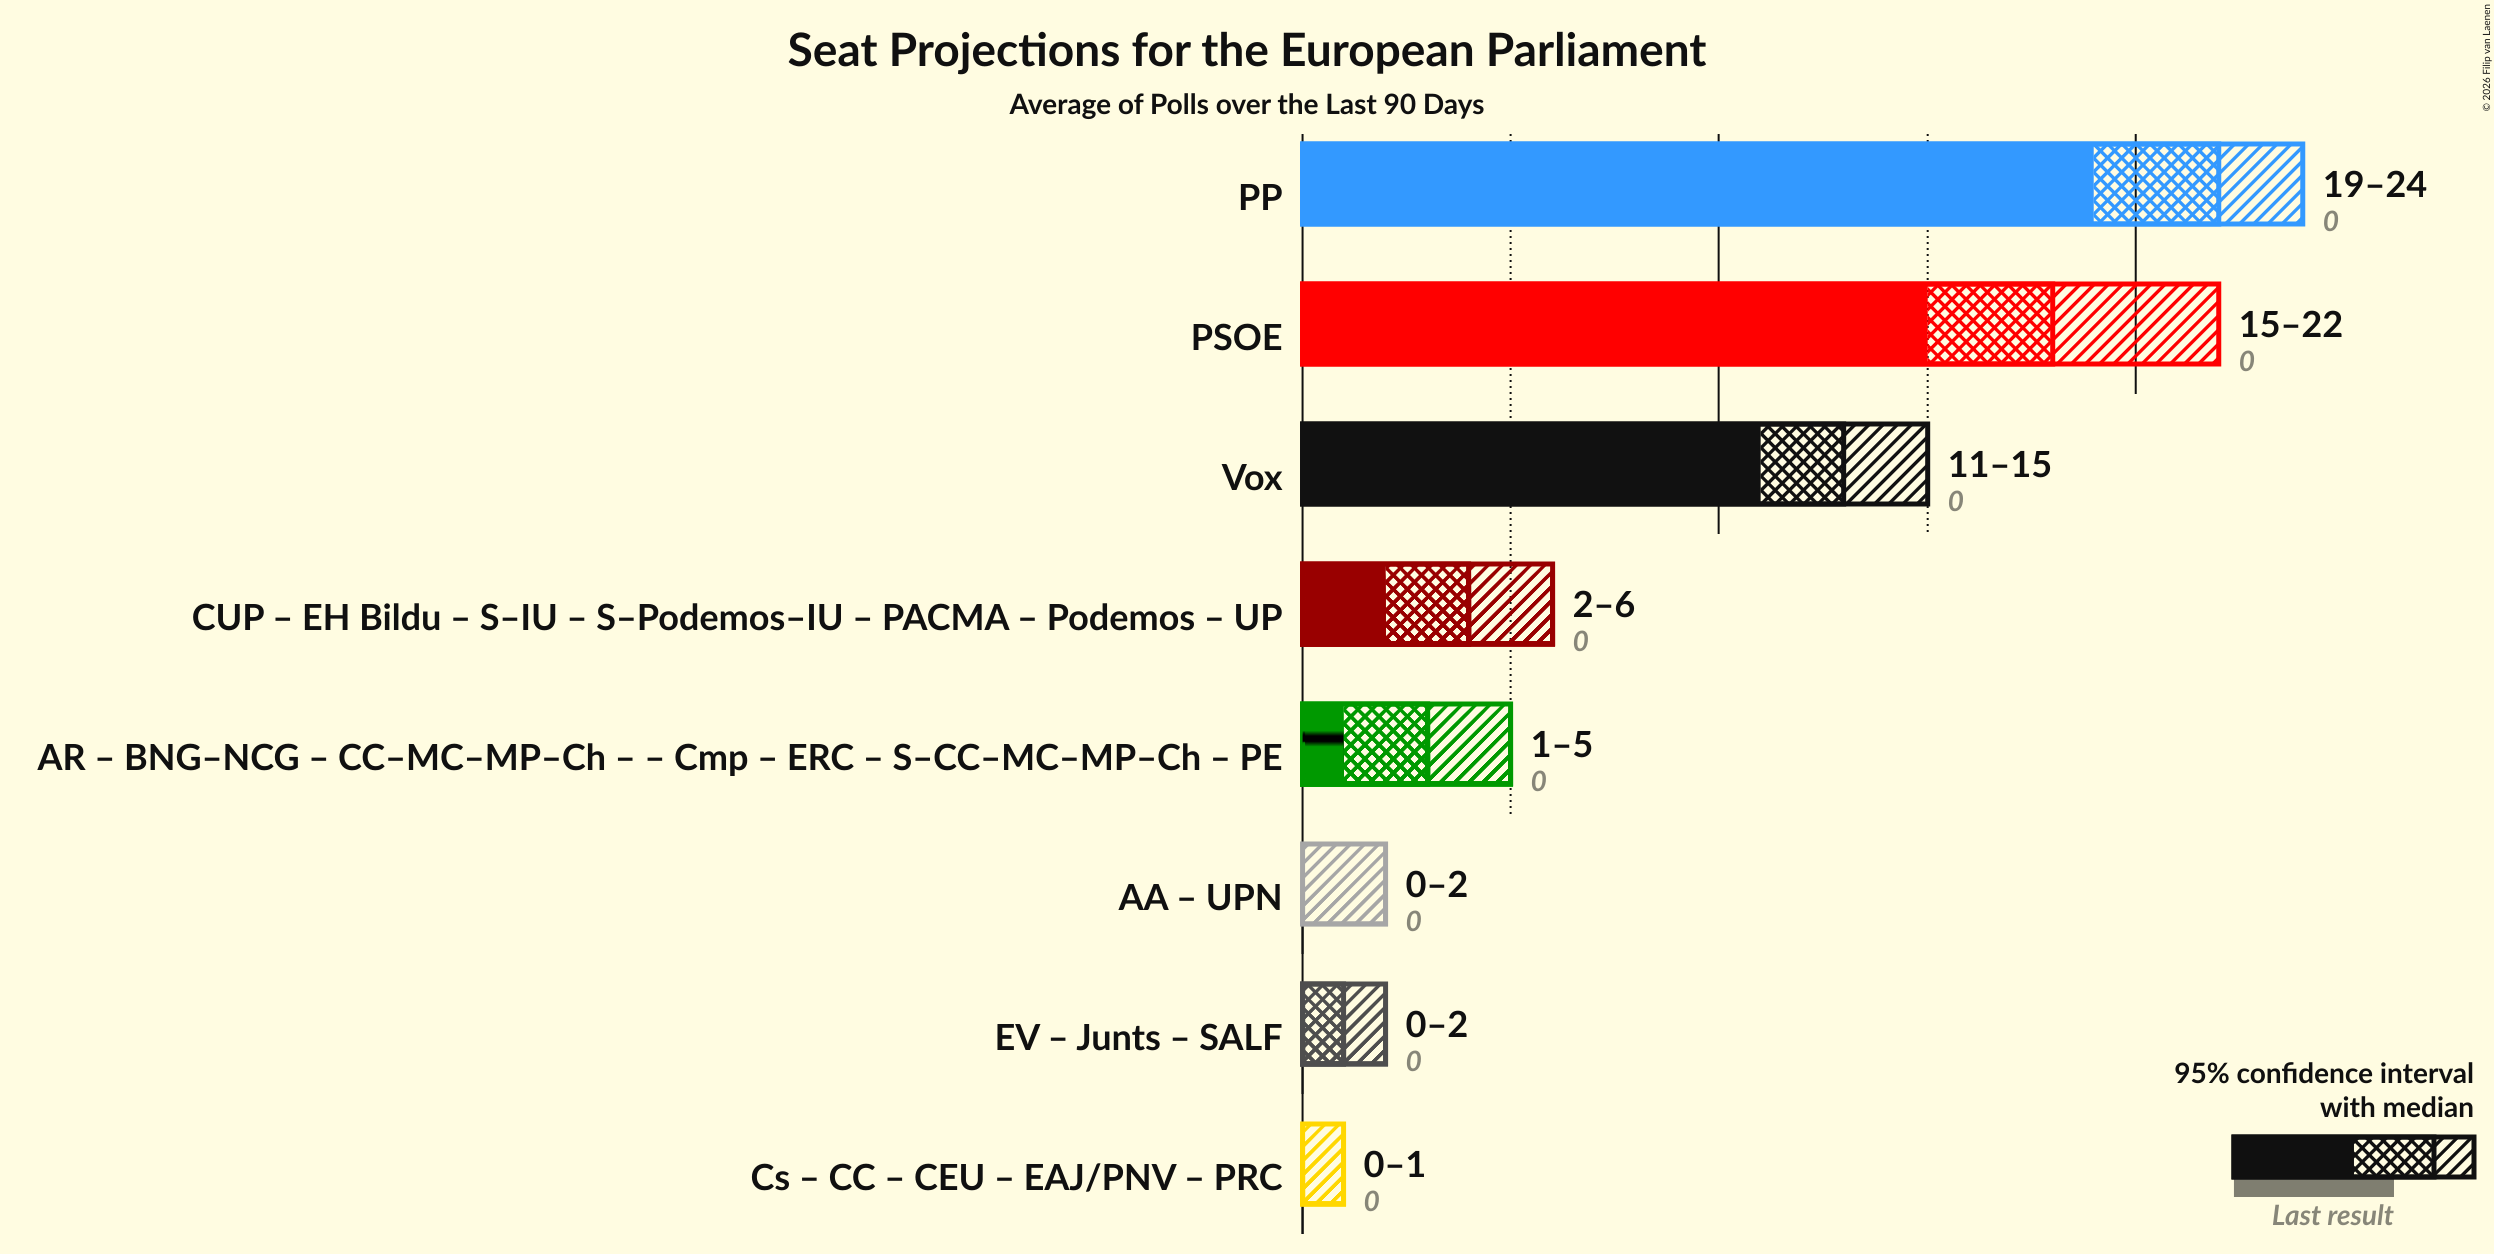 Seat Projections for the European Parliament
Average of Polls over the Last 90 Days
© 2026 Filip van Laenen
PP
19–24
0
PSOE
15–22
0
Vox
11–15
0
CUP – EH Bildu – S–IU – S–Podemos–IU – PACMA – Podemos – UP
2–6
0
AR – BNG–NCG – CC–MC–MP–Ch – – Cmp – ERC – S–CC–MC–MP–Ch – PE
1–5
0
AA – UPN
0–2
0
EV – Junts – SALF
0–2
0
Cs – CC – CEU – EAJ/PNV – PRC
0–1
0
95% confidence interval
with median
Last result